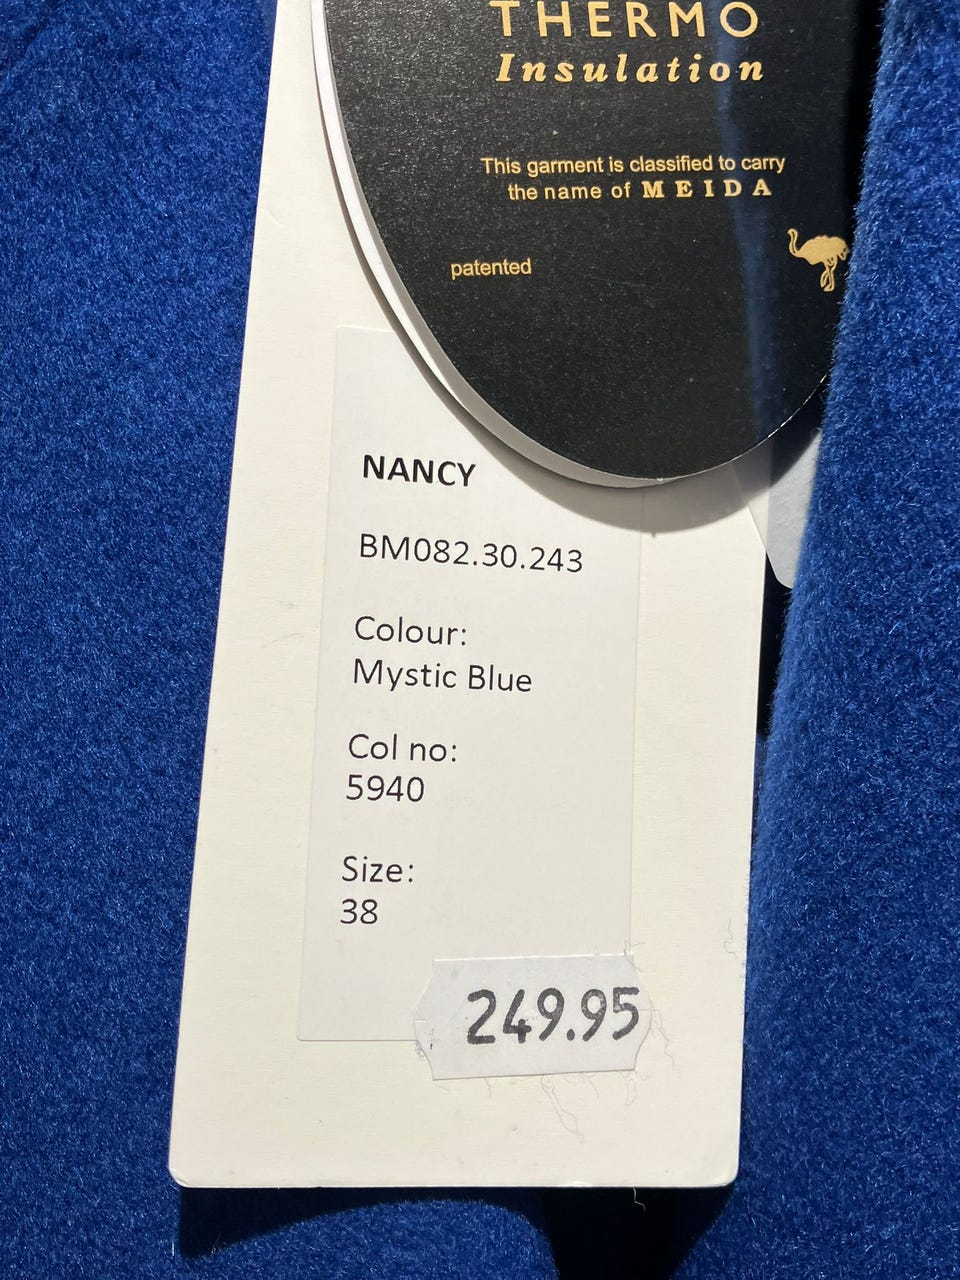 THERMO
Insulation
This garment is classified to carry
the name of MEIDA
patented
NANCY
BM082.30.243
Colour:
Mystic Blue
Col no:
5940
Size:
38
249.95